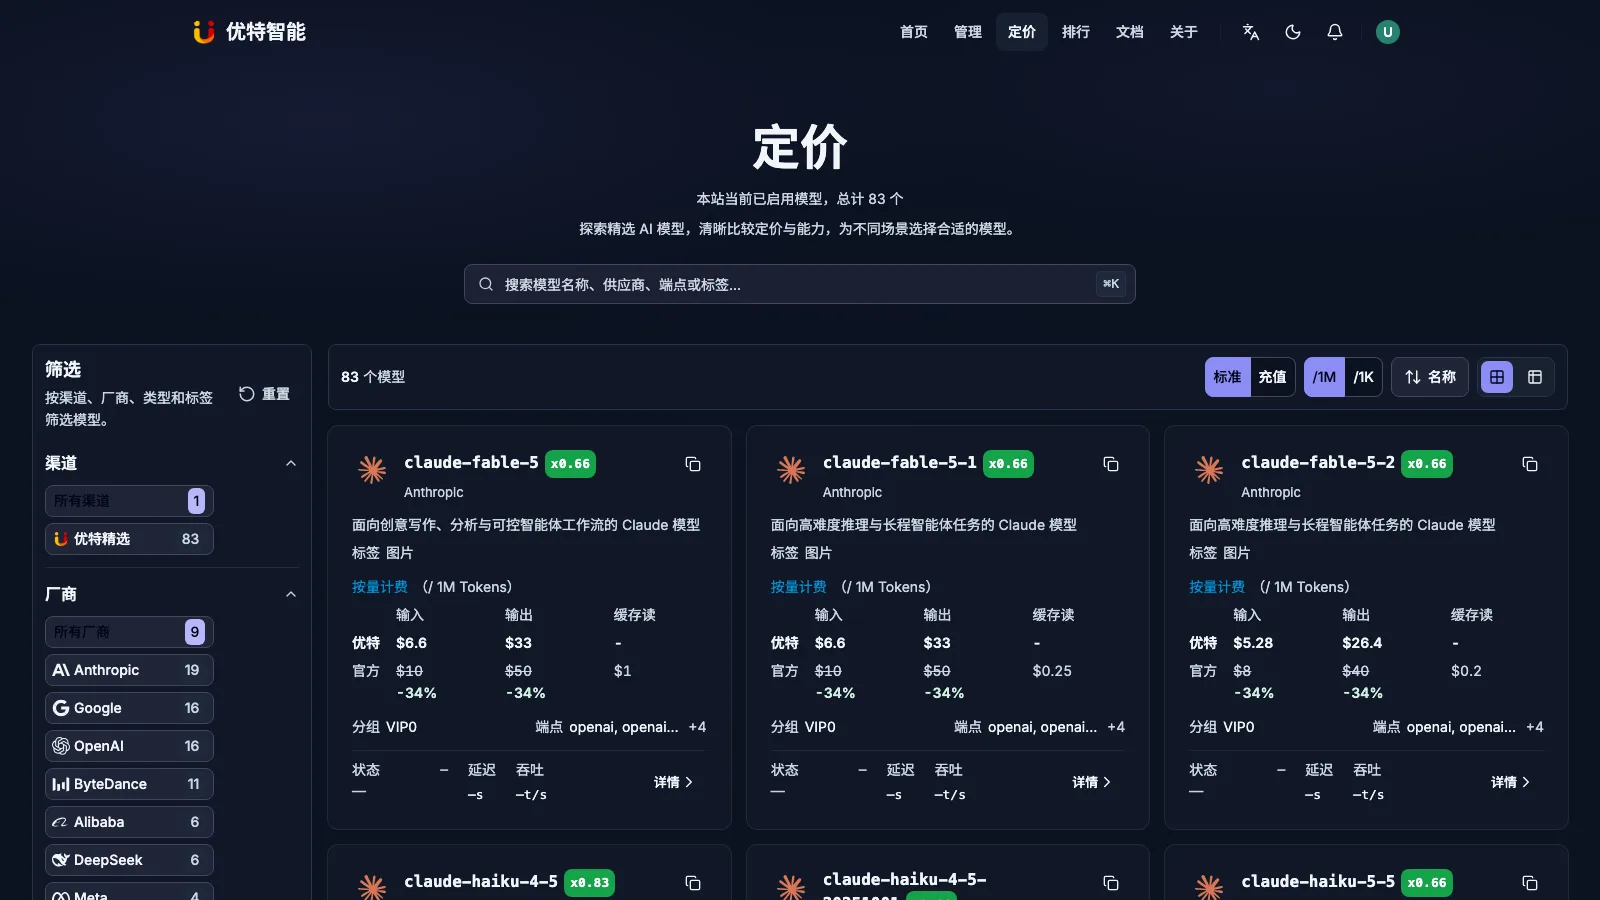 优特智能
首页 管理 定价 排行 文档 关于
U
定价
本站当前已启用模型，总计 83 个
探索精选 AI 模型，清晰比较定价与能力，为不同场景选择合适的模型。
搜索模型名称、供应商、端点或标签...
⌘K
筛选
按渠道、厂商、类型和标签
筛选模型。
重置
渠道
所有渠道 1
优特精选 83
厂商
所有厂商 9
Anthropic 19
Google 16
OpenAI 16
ByteDance 11
Alibaba 6
DeepSeek 6
Meta 4
83 个模型
标准 充值 /1M /1K 名称
claude-fable-5 x0.66
Anthropic
面向创意写作、分析与可控智能体工作流的 Claude 模型
标签 图片
按量计费 （/ 1M Tokens）
输入 输出 缓存读
优特 $6.6 $33 -
官方 $10 $50 $1
-34% -34%
分组 VIP0 端点 openai, openai... +4
状态 – 延迟 吞吐
— –s –t/s
详情
claude-fable-5-1 x0.66
Anthropic
面向高难度推理与长程智能体任务的 Claude 模型
标签 图片
按量计费 （/ 1M Tokens）
输入 输出 缓存读
优特 $6.6 $33 -
官方 $10 $50 $0.25
-34% -34%
分组 VIP0 端点 openai, openai... +4
状态 – 延迟 吞吐
— –s –t/s
详情
claude-fable-5-2 x0.66
Anthropic
面向高难度推理与长程智能体任务的 Claude 模型
标签 图片
按量计费 （/ 1M Tokens）
输入 输出 缓存读
优特 $5.28 $26.4 -
官方 $8 $40 $0.2
-34% -34%
分组 VIP0 端点 openai, openai... +4
状态 – 延迟 吞吐
— –s –t/s
详情
claude-haiku-4-5 x0.83
claude-haiku-4-5-
claude-haiku-5-5 x0.66